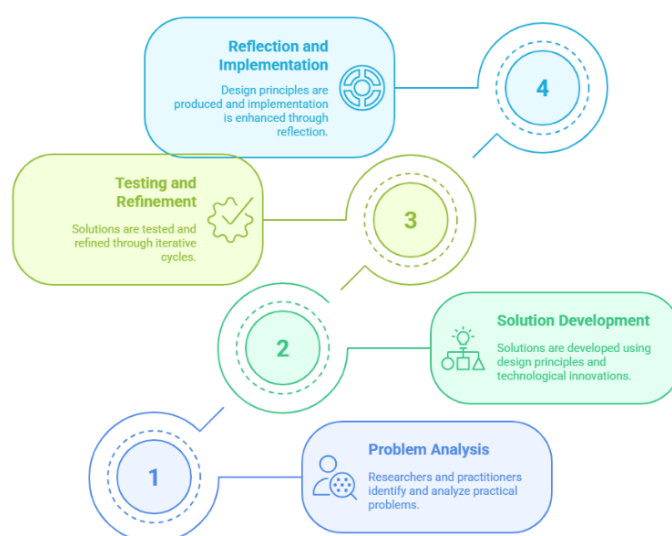 Reflection and
Implementation
Design principles are
produced and implementation
is enhanced through
reflection.
4
Testing and
Refinement
Solutions are tested and
refined through iterative
cycles.
3
2
Solution Development
Solutions are developed using
design principles and
technological innovations.
1
Problem Analysis
Researchers and practitioners
identify and analyze practical
problems.